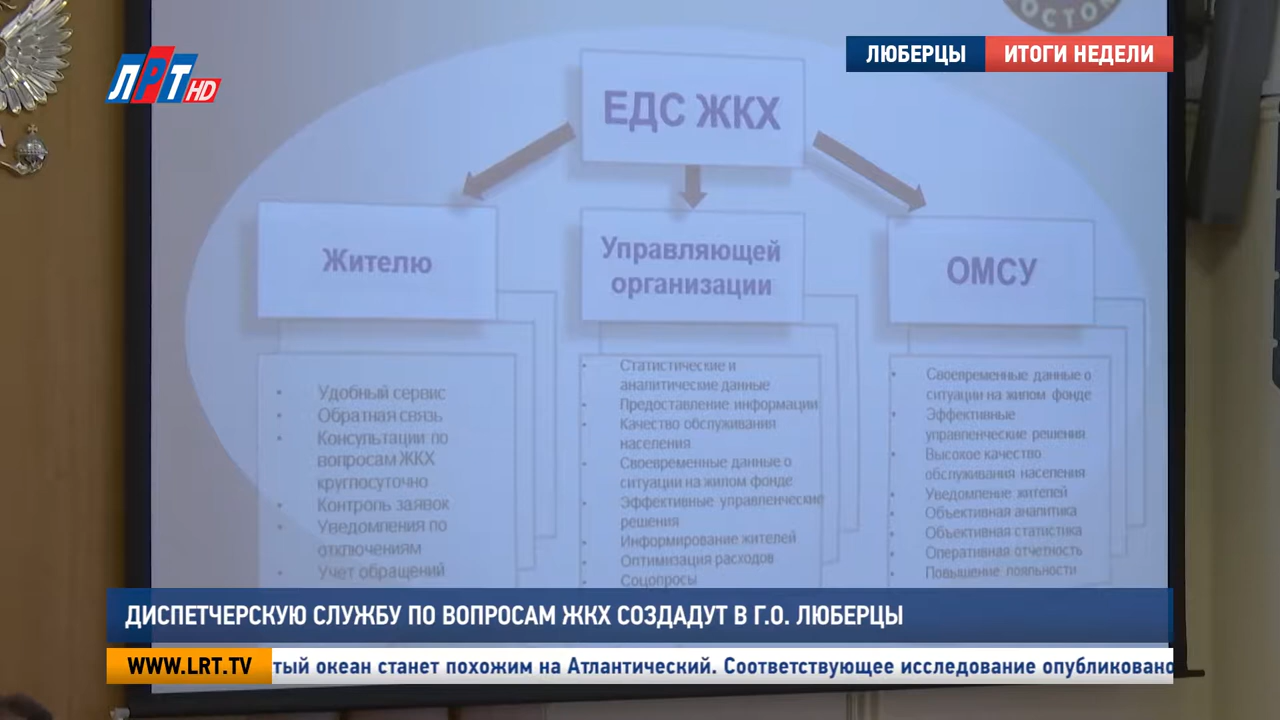 ОСТОК
ЛРТ HD
ЛЮБЕРЦЫ ИТОГИ НЕДЕЛИ
ЕДС ЖКХ
Жителю
Управляющей
организации
ОМСУ
• Удобный сервис
• Обратная связь
• Консультации по
вопросам ЖКХ
круглосуточно
• Контроль заявок
• Уведомления по
отключениям
• Учет обращений
• Статистические и
аналитические данные
• Предоставление информации
• Качество обслуживания
населения
• Своевременные данные о
ситуации на жилом фонде
• Эффективные управленческие
решения
• Информирование жителей
• Оптимизация расходов
• Соцопросы
• Своевременные данные о
ситуации на жилом фонде
• Эффективные
управленческие решения
• Высокое качество
обслуживания населения
• Уведомление жителей
• Объективная аналитика
• Объективная статистика
• Оперативная отчетность
• Повышение лояльности
ДИСПЕТЧЕРСКУЮ СЛУЖБУ ПО ВОПРОСАМ ЖКХ СОЗДАДУТ В Г.О. ЛЮБЕРЦЫ
WWW.LRT.TV тый океан станет похожим на Атлантический. Соответствующее исследование опубликовано